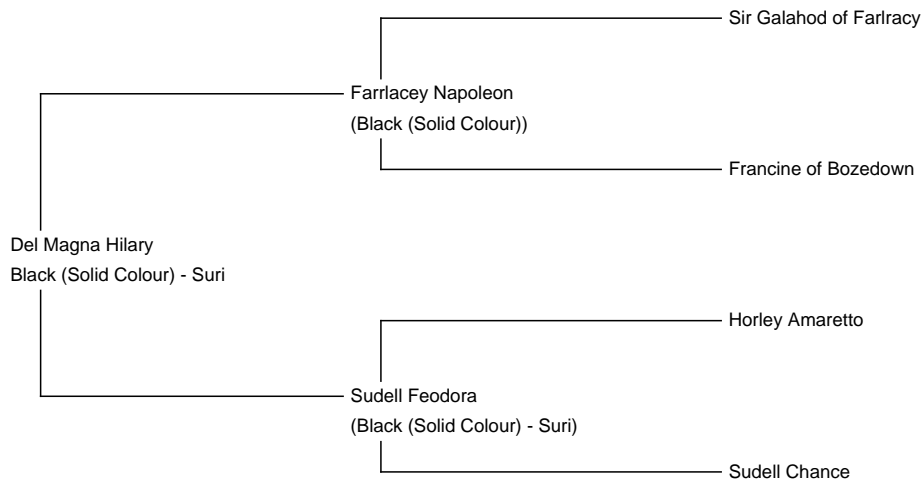 Sir Galahod of Farlracy
Farrlacey Napoleon
(Black (Solid Colour))
Francine of Bozedown
Del Magna Hilary
Black (Solid Colour) - Suri
Horley Amaretto
Sudell Feodora
(Black (Solid Colour) - Suri)
Sudell Chance